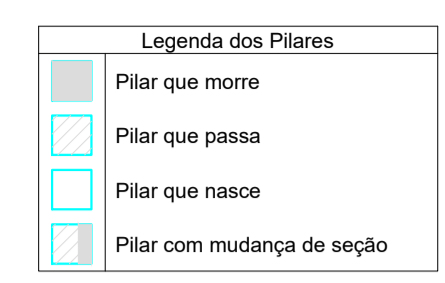 Legenda dos Pilares
Pilar que morre
Pilar que passa
Pilar que nasce
Pilar com mudança de seção